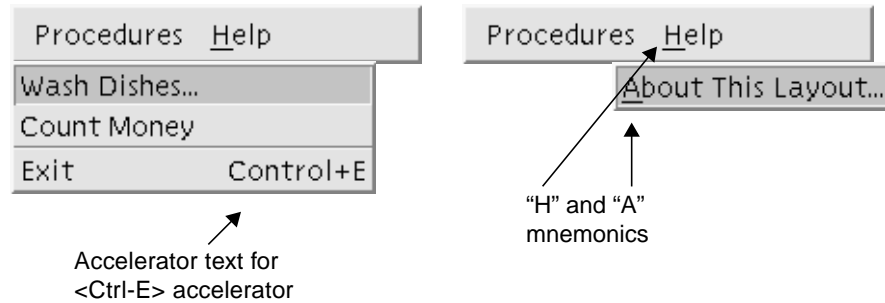 Procedures Help
Wash Dishes...
Count Money
Exit Control+E
Accelerator text for
<Ctrl-E> accelerator
Procedures Help
About This Layout...
“H” and “A”
mnemonics